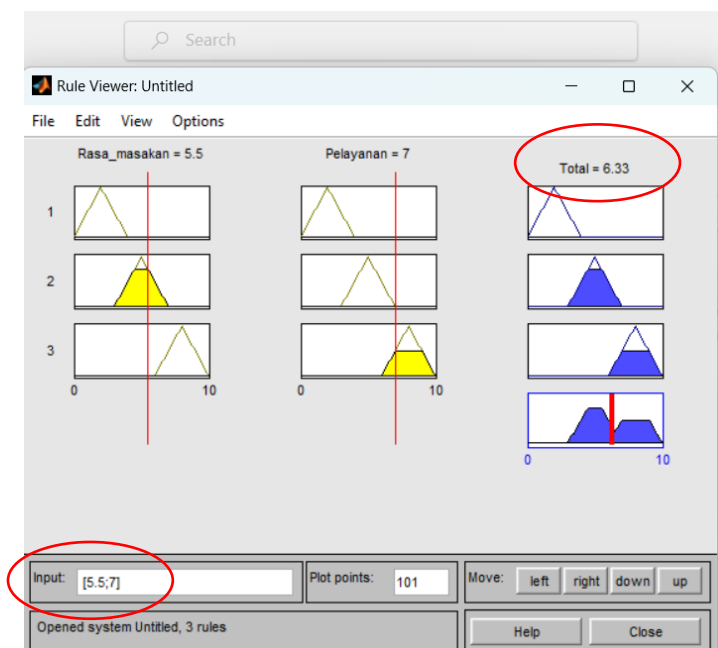 Search
Rule Viewer: Untitled
File Edit View Options
Rasa_masakan = 5.5 Pelayanan = 7 Total = 6.33
1
2
3
0 10 0 10
0 10
Input: [5.5;7] Plot points: 101 Move: left right down up
Opened system Untitled, 3 rules Help Close